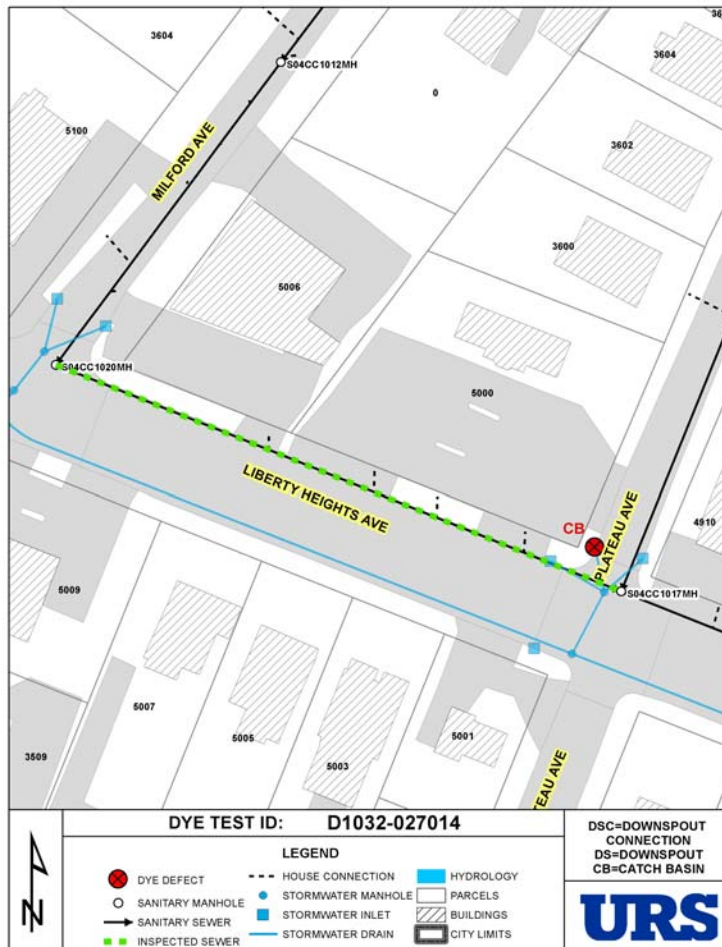 3604
S04CC1012MH
36
3604
0
5100
3602
MILFORD AVE
3600
5006
S04CC1020MH
5000
LIBERTY HEIGHTS AVE
CB
PLATEAU AVE
4910
S04CC1017MH
5009
5007
5005
5003
5001
3509
TEAU AVE
DYE TEST ID: D1032-027014
LEGEND
DYE DEFECT
SANITARY MANHOLE
SANITARY SEWER
INSPECTED SEWER
HOUSE CONNECTION
STORMWATER MANHOLE
STORMWATER INLET
STORMWATER DRAIN
HYDROLOGY
PARCELS
BUILDINGS
CITY LIMITS
DSC=DOWNSPOUT
CONNECTION
DS=DOWNSPOUT
CB=CATCH BASIN
N
URS